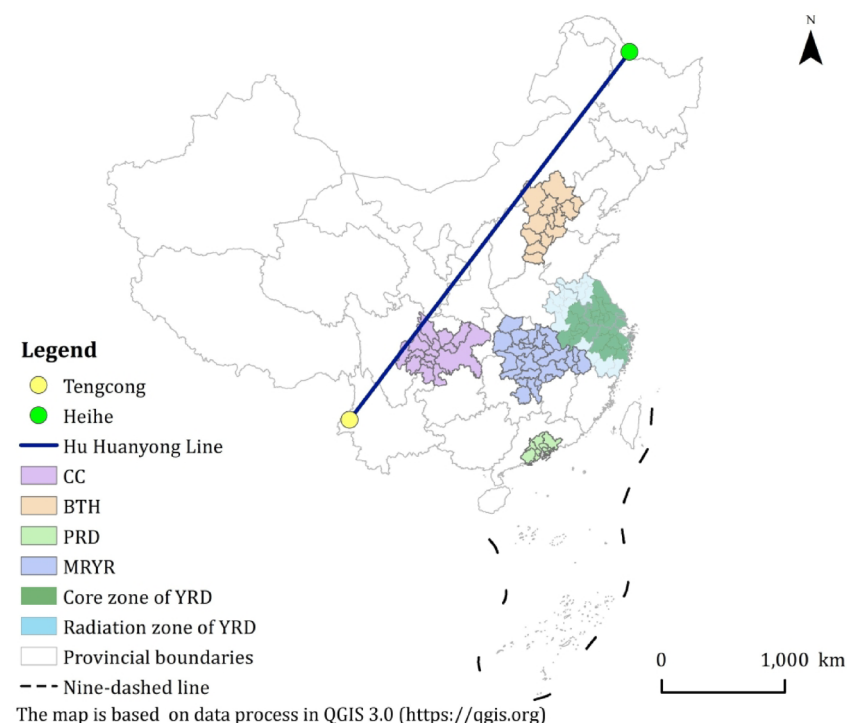 N
Legend
Tengcong
Heihe
Hu Huanyong Line
CC
BTH
PRD
MRYR
Core zone of YRD
Radiation zone of YRD
Provincial boundaries
Nine-dashed line
0 1,000 km
The map is based on data process in QGIS 3.0 (https://qgis.org)